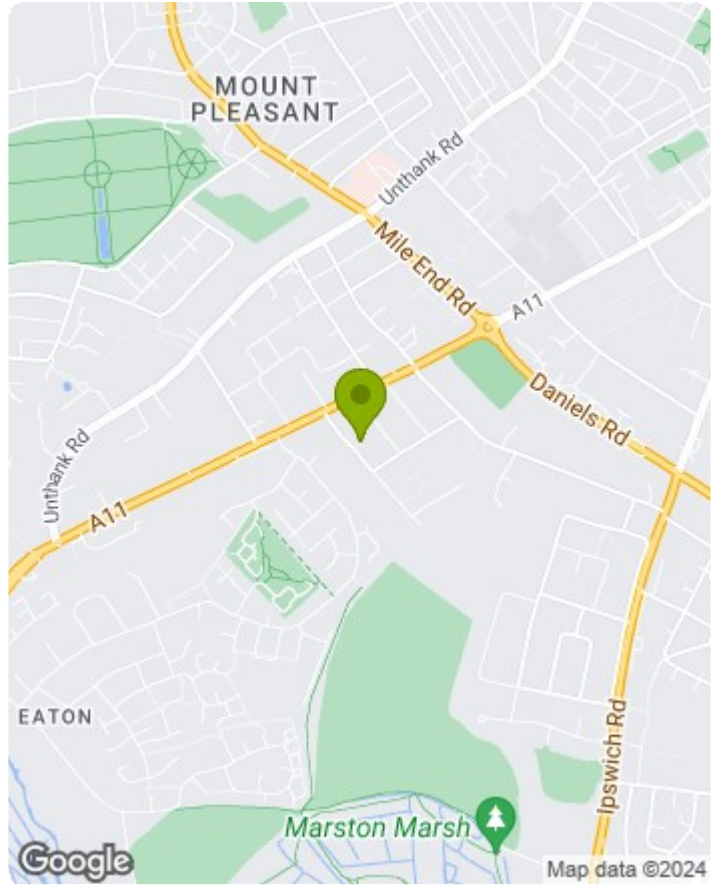 MOUNT
PLEASANT
Unthank Rd
Mile End Rd
A11
Daniels Rd
Unthank Rd
A11
EATON
Ipswich Rd
Marston Marsh
Google
Map data ©2024